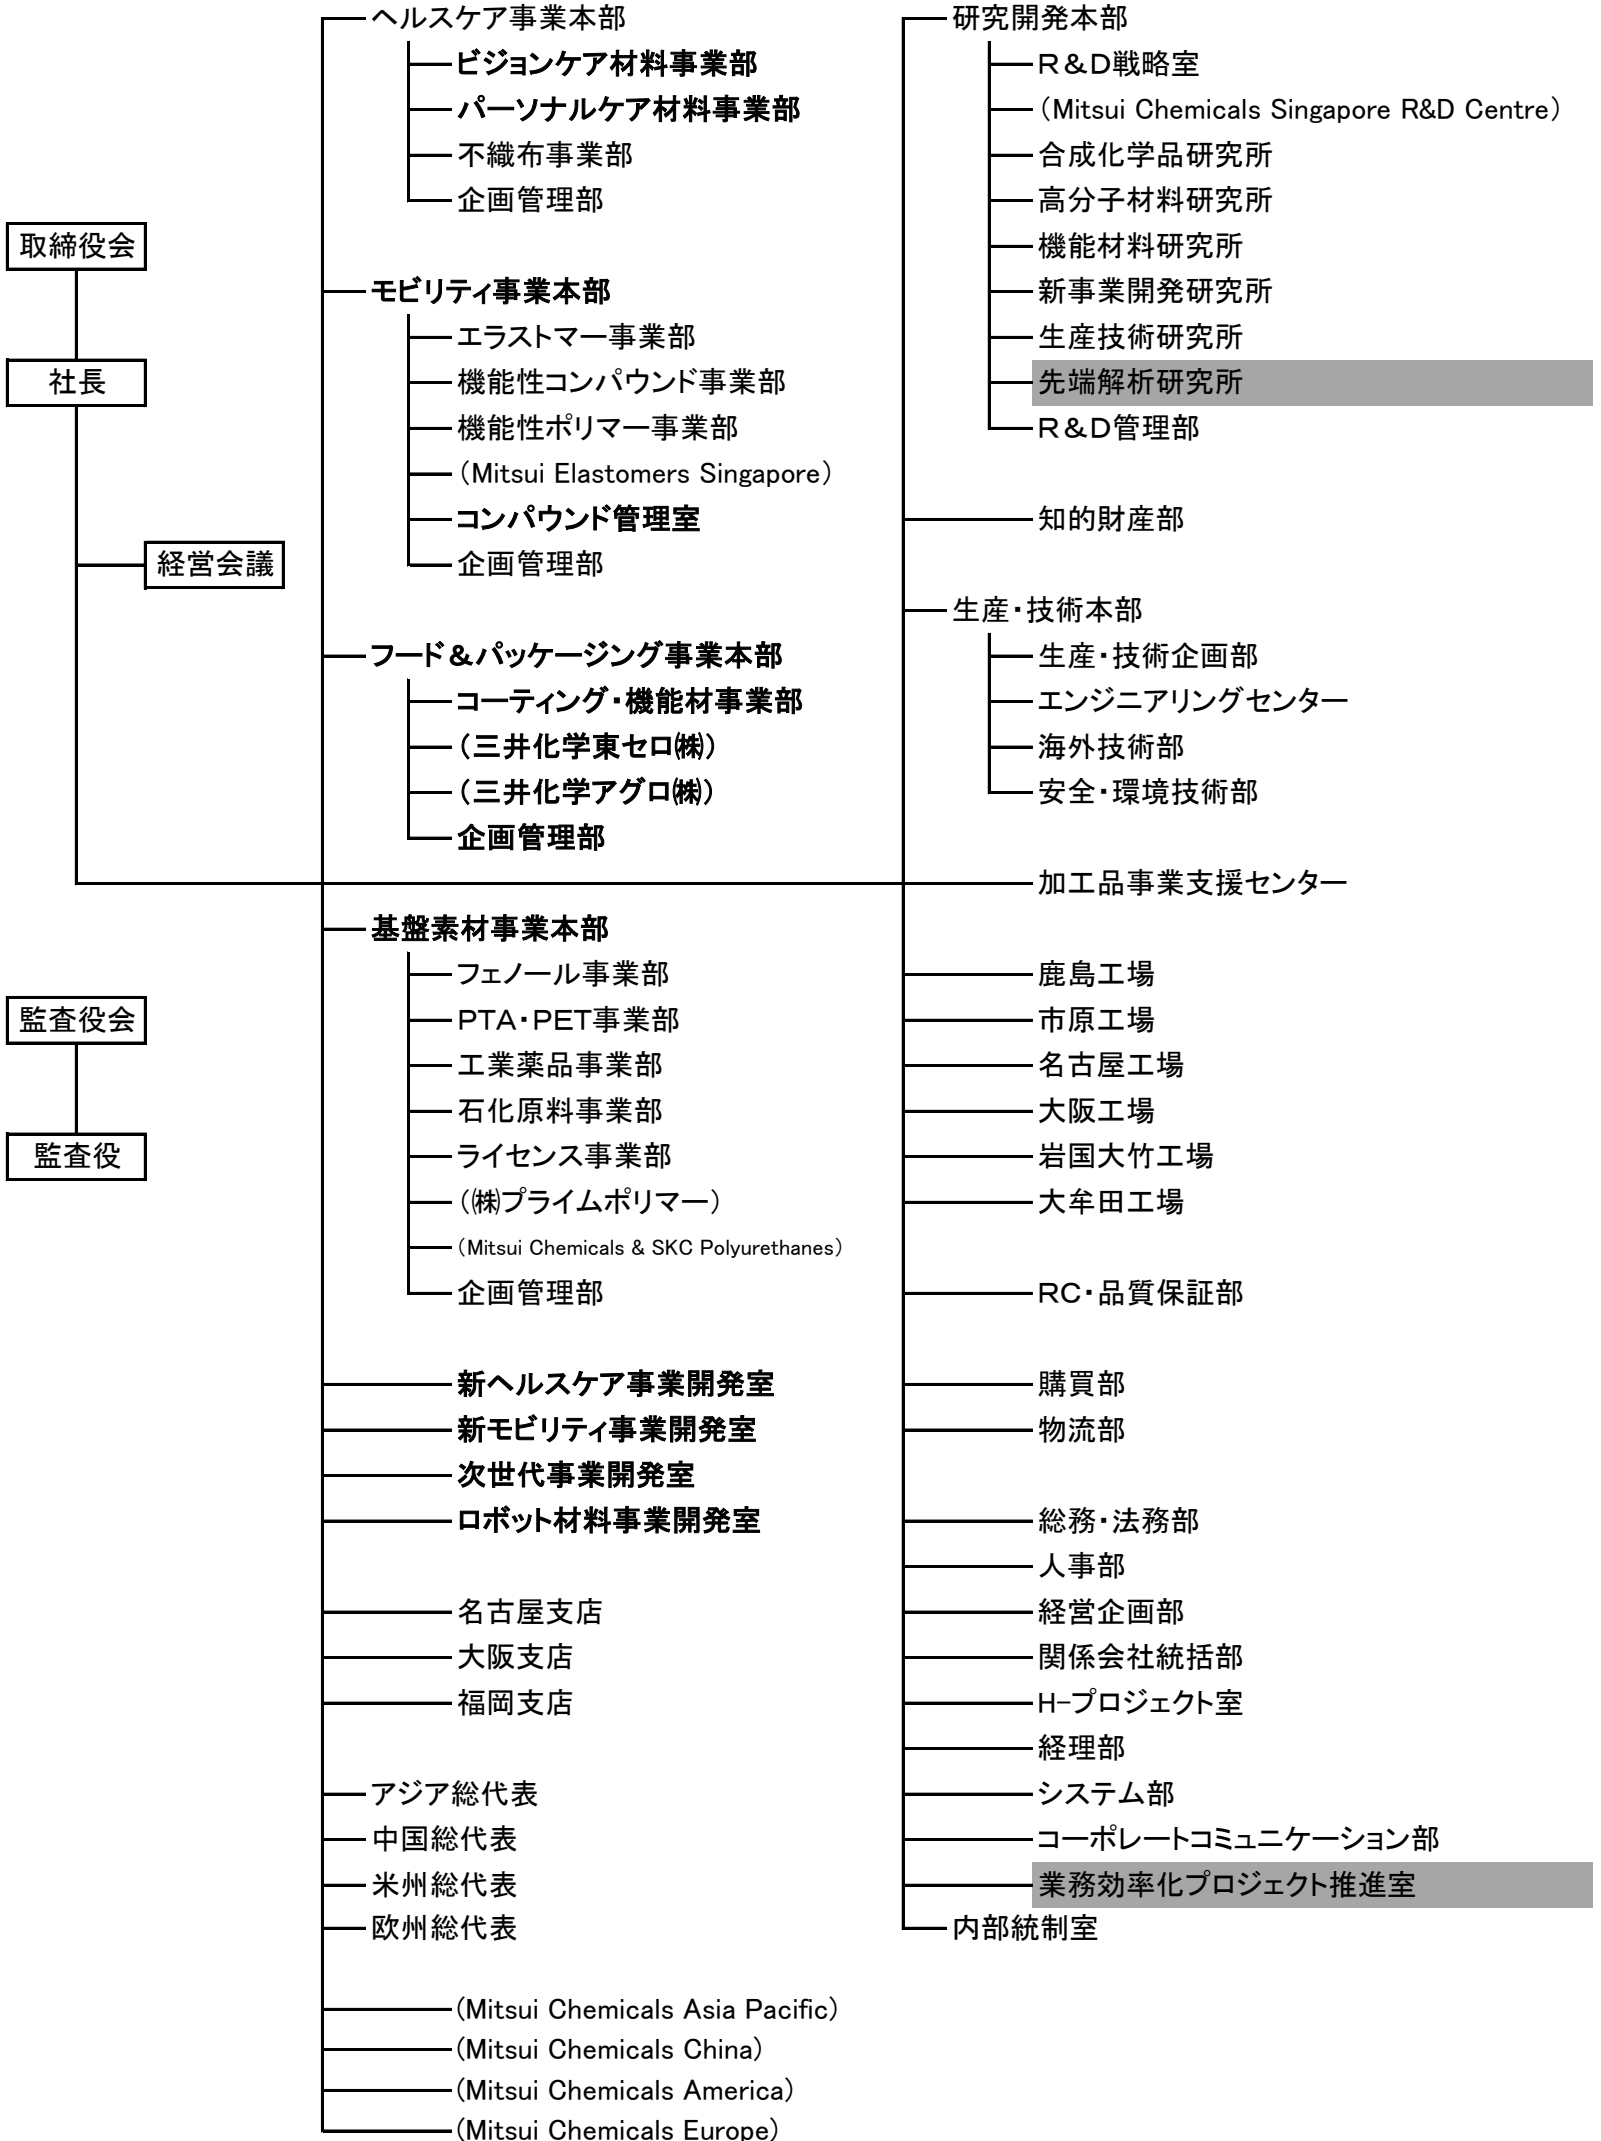 取締役会
社長
経営会議
監査役会
監査役
ヘルスケア事業本部
ビジョンケア材料事業部
パーソナルケア材料事業部
不織布事業部
企画管理部
モビリティ事業本部
エラストマー事業部
機能性コンパウンド事業部
機能性ポリマー事業部
（Mitsui Elastomers Singapore）
コンパウンド管理室
企画管理部
フード＆パッケージング事業本部
コーティング・機能材事業部
（三井化学東セロ㈱）
（三井化学アグロ㈱）
企画管理部
基盤素材事業本部
フェノール事業部
PTA・PET事業部
工業薬品事業部
石化原料事業部
ライセンス事業部
（㈱プライムポリマー）
（Mitsui Chemicals & SKC Polyurethanes）
企画管理部
新ヘルスケア事業開発室
新モビリティ事業開発室
次世代事業開発室
ロボット材料事業開発室
名古屋支店
大阪支店
福岡支店
アジア総代表
中国総代表
米州総代表
欧州総代表
（Mitsui Chemicals Asia Pacific）
（Mitsui Chemicals China）
（Mitsui Chemicals America）
（Mitsui Chemicals Europe）
研究開発本部
R＆D戦略室
（Mitsui Chemicals Singapore R&D Centre）
合成化学品研究所
高分子材料研究所
機能材料研究所
新事業開発研究所
生産技術研究所
先端解析研究所
R＆D管理部
知的財産部
生産・技術本部
生産・技術企画部
エンジニアリングセンター
海外技術部
安全・環境技術部
加工品事業支援センター
鹿島工場
市原工場
名古屋工場
大阪工場
岩国大竹工場
大牟田工場
RC・品質保証部
購買部
物流部
総務・法務部
人事部
経営企画部
関係会社統括部
H-プロジェクト室
経理部
システム部
コーポレートコミュニケーション部
業務効率化プロジェクト推進室
内部統制室